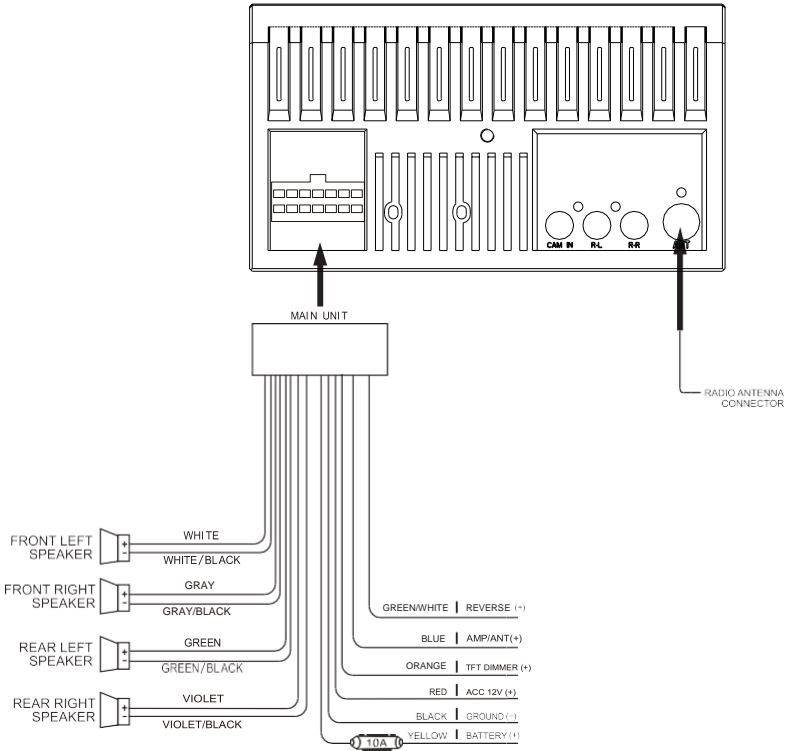 CAM IN R-L R-R ANT
MAIN UNIT
RADIO ANTENNA
CONNECTOR
FRONT LEFT
SPEAKER
+
-
WHITE
WHITE/BLACK
FRONT RIGHT
SPEAKER
+
-
GRAY
GRAY/BLACK
REAR LEFT
SPEAKER
+
-
GREEN
GREEN/BLACK
REAR RIGHT
SPEAKER
+
-
VIOLET
VIOLET/BLACK
GREEN/WHITE | REVERSE (+)
BLUE | AMP/ANT(+)
ORANGE | TFT DIMMER (+)
RED | ACC 12V (+)
BLACK | GROUND (-)
YELLOW | BATTERY (+)
10A